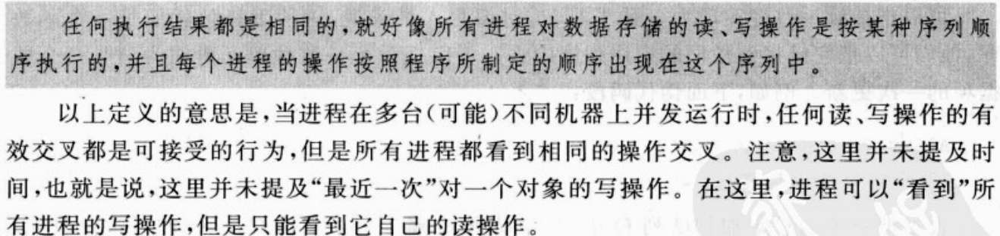 任何执行结果都是相同的,就好像所有进程对数据存储的读、写操作是按某种序列顺
序执行的,并且每个进程的操作按照程序所制定的顺序出现在这个序列中。
以上定义的意思是,当进程在多台(可能)不同机器上并发运行时,任何读、写操作的有
效交叉都是可接受的行为,但是所有进程都看到相同的操作交叉。注意,这里并未提及时
间,也就是说,这里并未提及“最近一次”对一个对象的写操作。在这里,进程可以“看到”所
有进程的写操作,但是只能看到它自己的读操作。